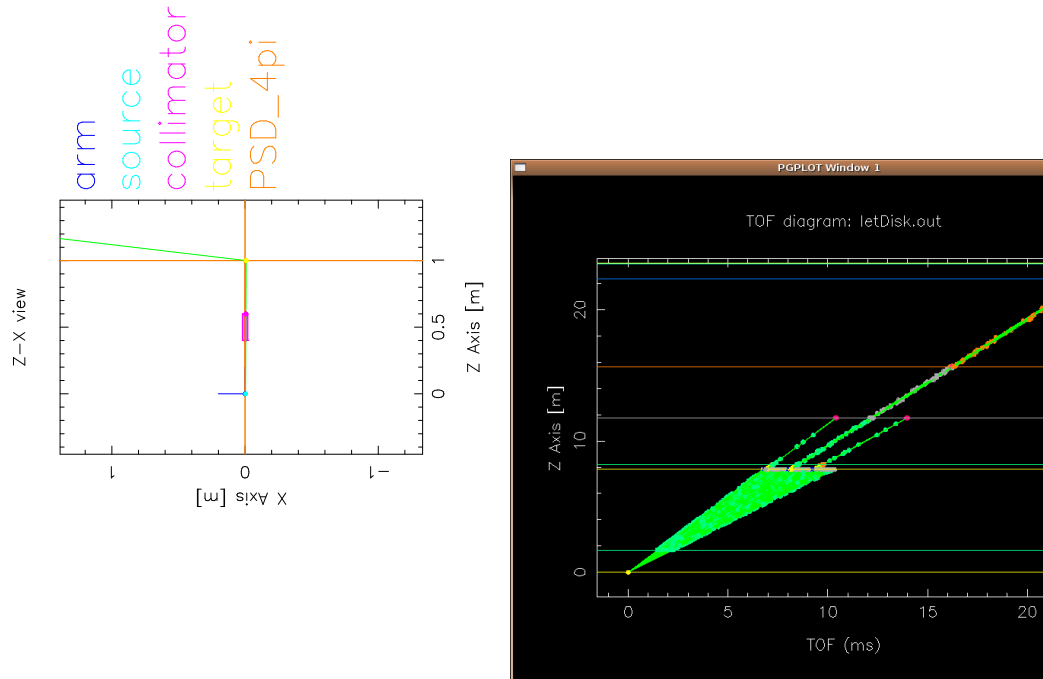 arm
source
collimator
target
PSD_4pi
Z-X view
1
0
-1
X Axis [m]
0
0.5
1
Z Axis [m]
PGPLOT Window 1
TOF diagram: letDisk.out
20
10
0
Z Axis [m]
0
5
10
15
20
TOF (ms)